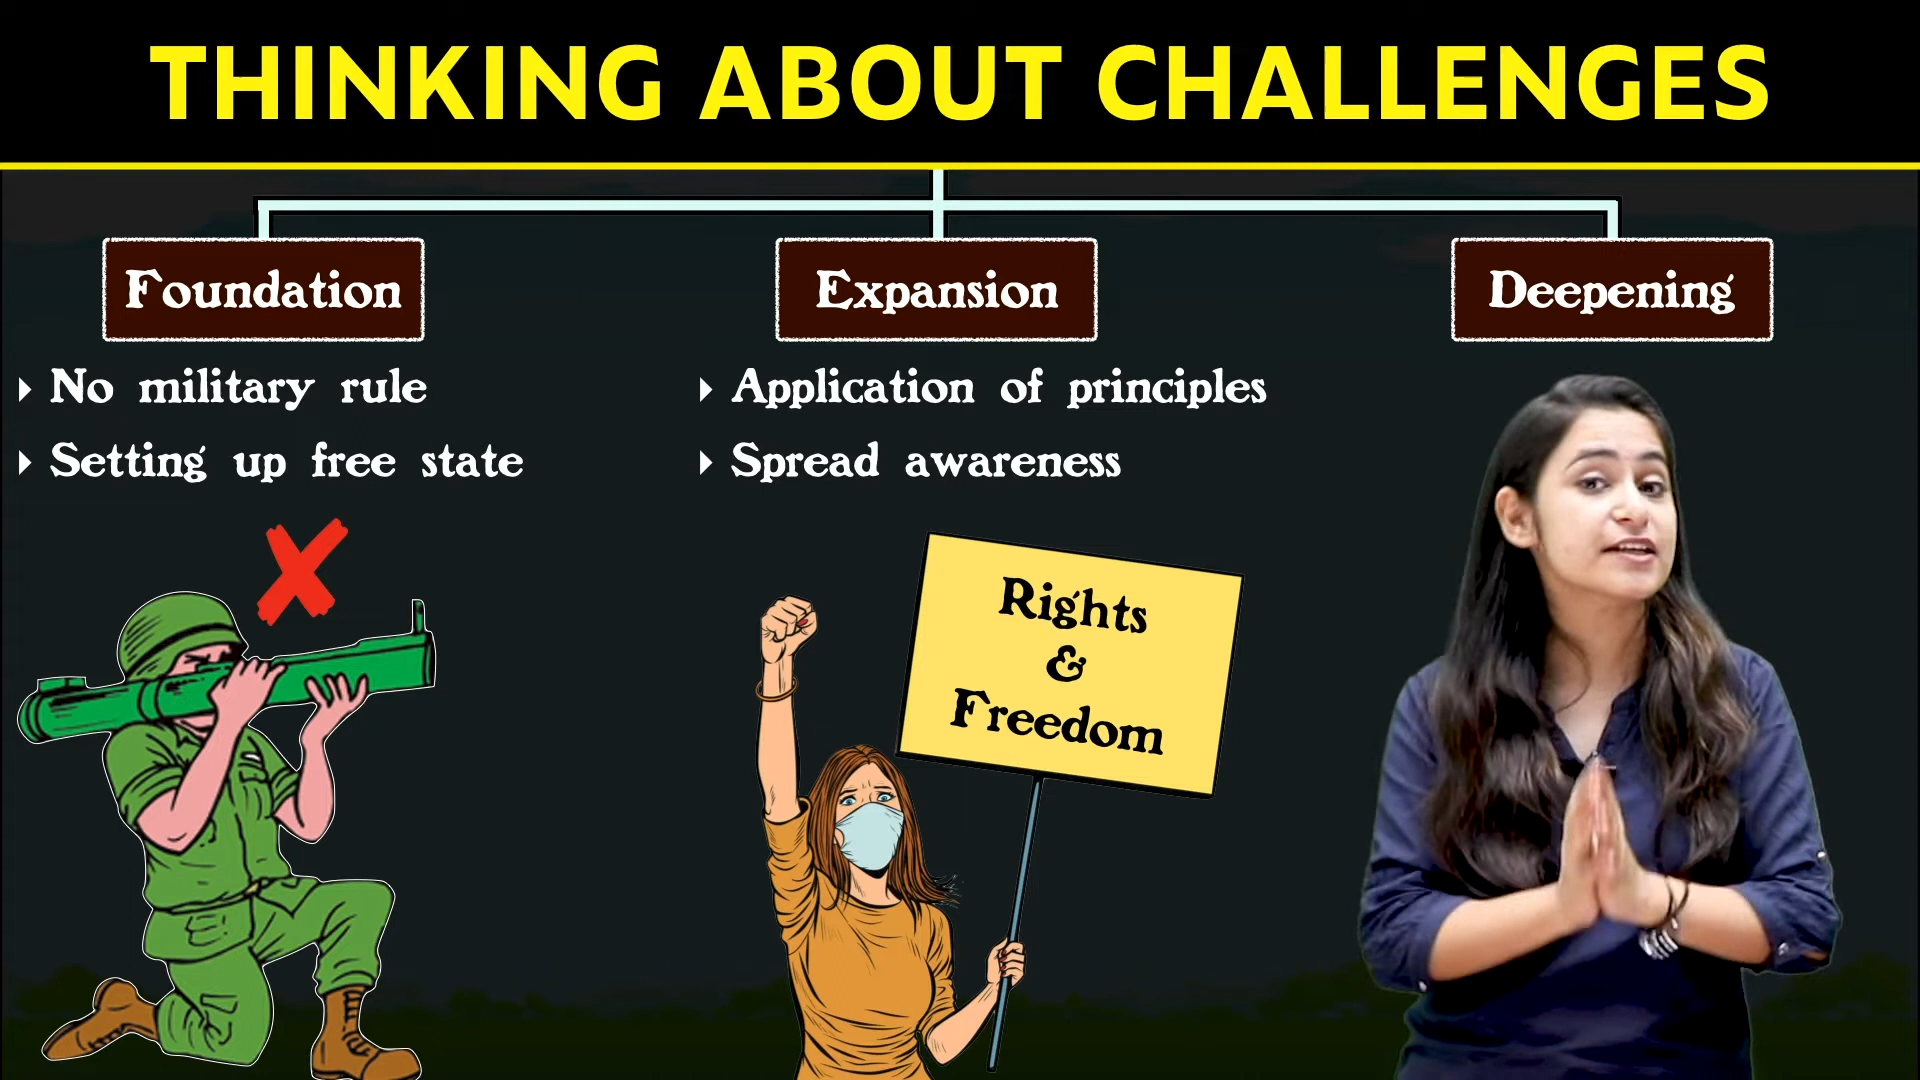 THINKING ABOUT CHALLENGES
Foundation
No military rule
Setting up free state
Expansion
Application of principles
Spread awareness
Rights
&
Freedom
Deepening